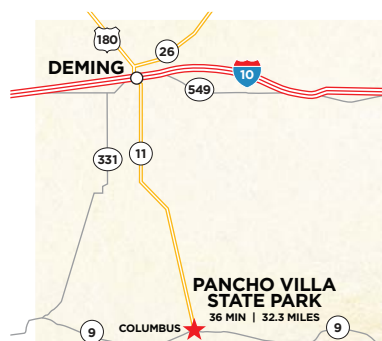 180
26
DEMING
10
549
331
11
PANCHO VILLA
STATE PARK
36 MIN | 32.3 MILES
COLUMBUS
9
9